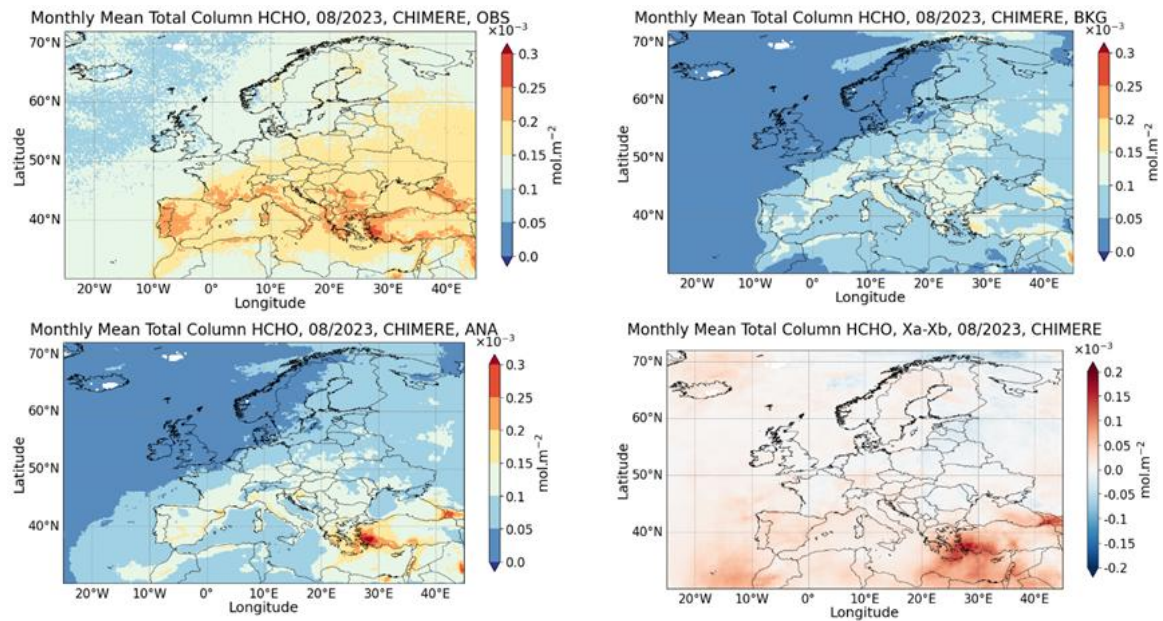 Monthly Mean Total Column HCHO, 08/2023, CHIMERE, OBS
×10⁻³
70°N
60°N
50°N
40°N
Latitude
20°W 10°W 0° 10°E 20°E 30°E 40°E
Longitude
0.3
0.25
0.2
0.15
0.1
0.05
0.0
mol.m⁻²
Monthly Mean Total Column HCHO, 08/2023, CHIMERE, BKG
×10⁻³
70°N
60°N
50°N
40°N
Latitude
20°W 10°W 0° 10°E 20°E 30°E 40°E
Longitude
0.3
0.25
0.2
0.15
0.1
0.05
0.0
mol.m⁻²
Monthly Mean Total Column HCHO, 08/2023, CHIMERE, ANA
×10⁻³
70°N
60°N
50°N
40°N
Latitude
20°W 10°W 0° 10°E 20°E 30°E 40°E
Longitude
0.3
0.25
0.2
0.15
0.1
0.05
0.0
mol.m⁻²
Monthly Mean Total Column HCHO, Xa-Xb, 08/2023, CHIMERE
×10⁻³
70°N
60°N
50°N
40°N
Latitude
20°W 10°W 0° 10°E 20°E 30°E 40°E
Longitude
0.2
0.15
0.1
0.05
0.0
-0.05
-0.1
-0.15
-0.2
mol.m⁻²